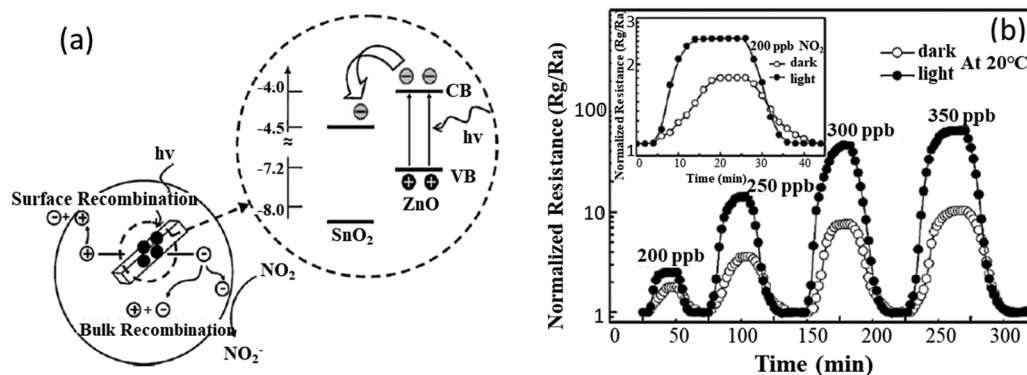 (a)
-4.0
-4.5
≈
-7.2
-8.0
CB
hν
VB
ZnO
SnO2
hν
Surface Recombination
NO2
Bulk Recombination
NO2-
(b)
Normalized Resistance (Rg/Ra)
100
10
1
0 50 100 150 200 250 300
Time (min)
dark
light
At 20°C
200 ppb
250 ppb
300 ppb
350 ppb
Normalized Resistance (Rg/Ra)
3
2
1
0 10 20 30 40
Time (min)
200 ppb NO2
dark
light